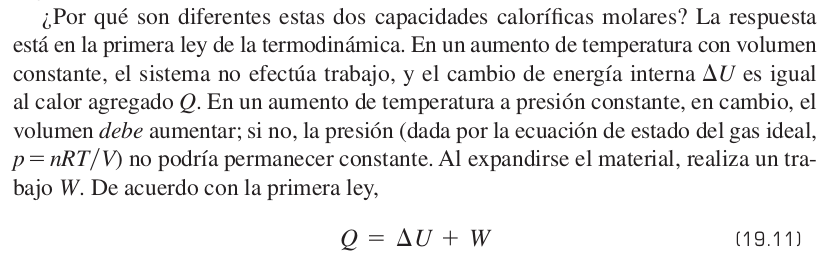 ¿Por qué son diferentes estas dos capacidades caloríficas molares? La respuesta
está en la primera ley de la termodinámica. En un aumento de temperatura con volumen
constante, el sistema no efectúa trabajo, y el cambio de energía interna ΔU es igual
al calor agregado Q. En un aumento de temperatura a presión constante, en cambio, el
volumen debe aumentar; si no, la presión (dada por la ecuación de estado del gas ideal,
p = nRT/V) no podría permanecer constante. Al expandirse el material, realiza un tra-
bajo W. De acuerdo con la primera ley,
Q = ΔU + W (19.11)